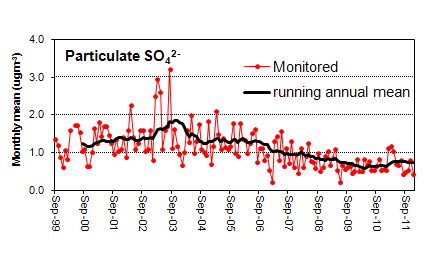 Particulate SO₄²⁻
Monitored
running annual mean
Monthly mean (ugm⁻³)
4.0
3.0
2.0
1.0
0.0
Sep-99
Sep-00
Sep-01
Sep-02
Sep-03
Sep-04
Sep-05
Sep-06
Sep-07
Sep-08
Sep-09
Sep-10
Sep-11